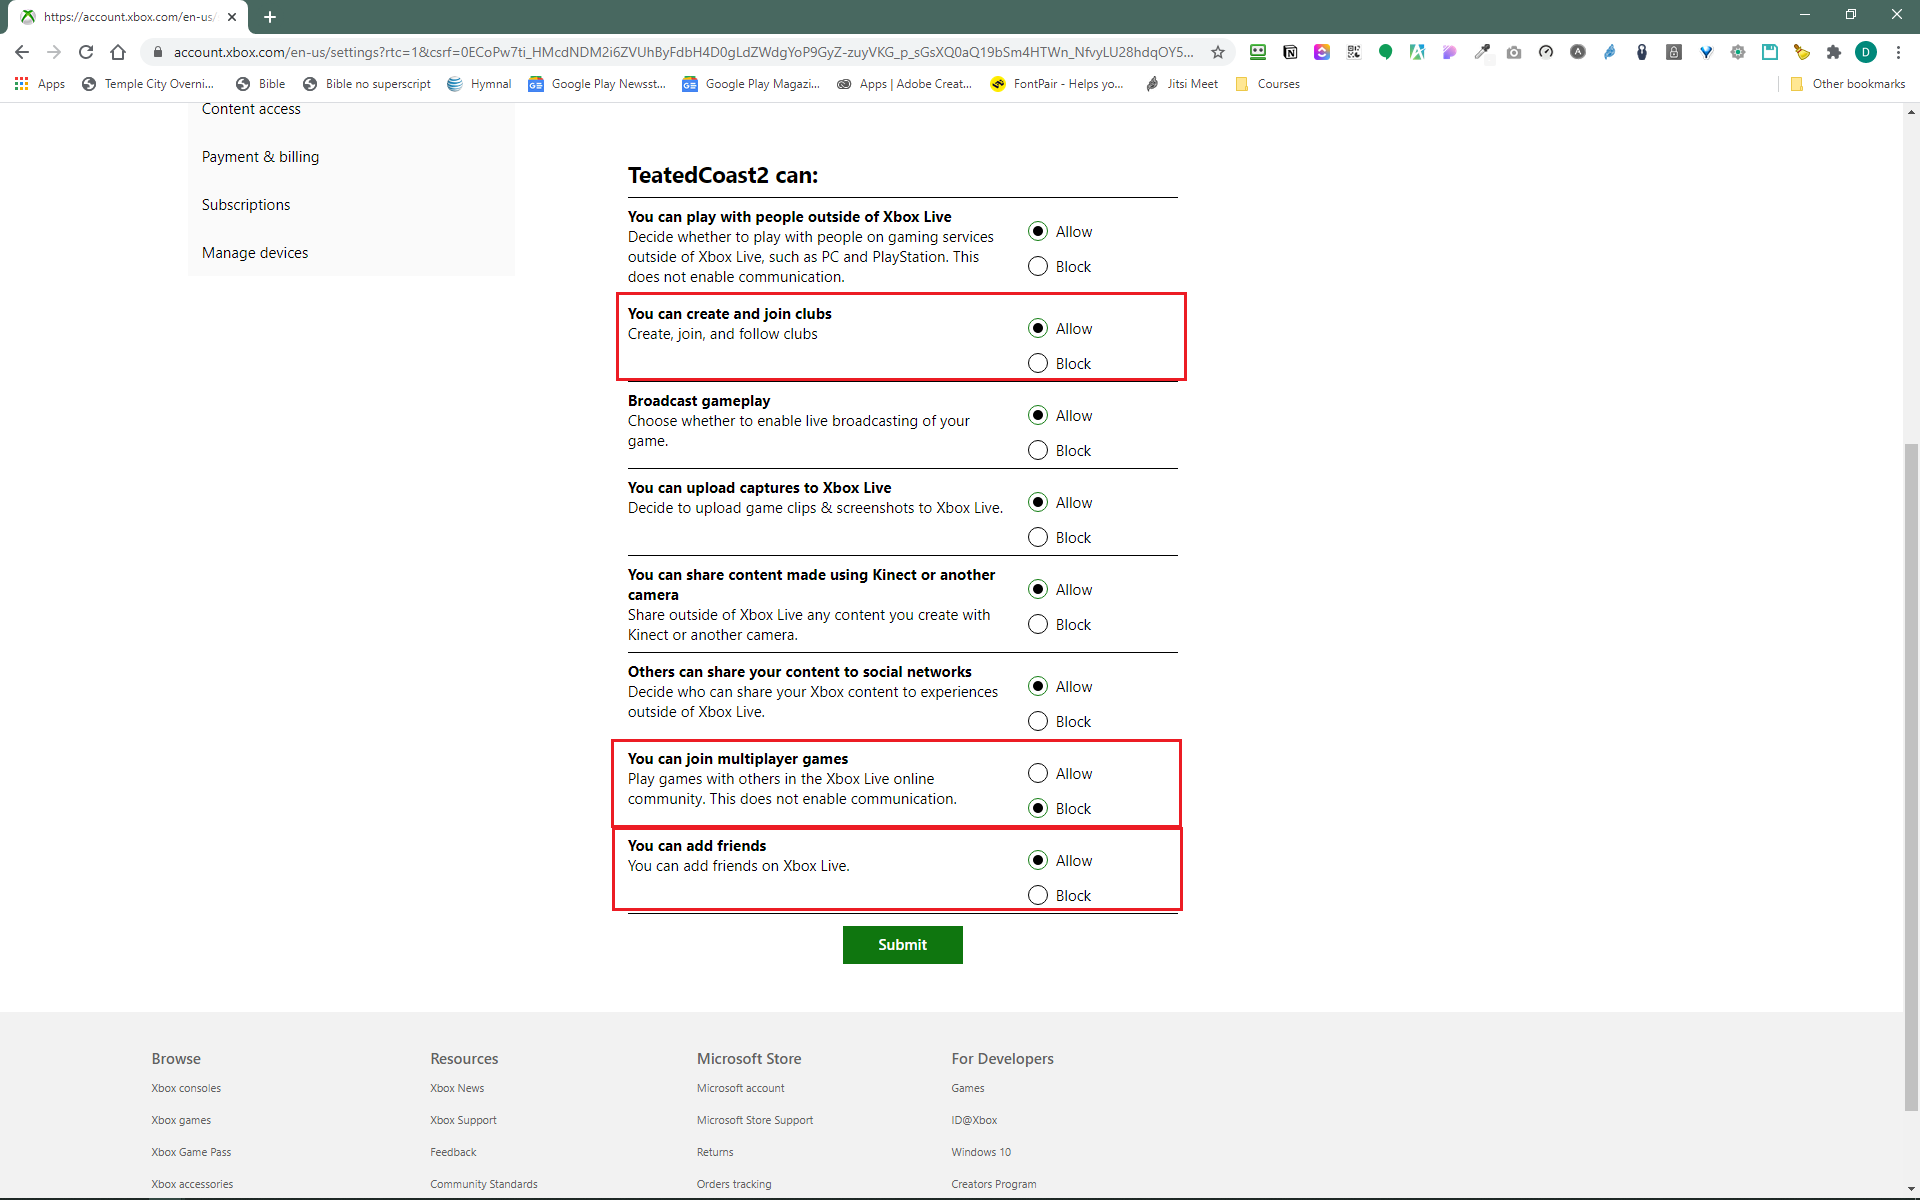 https://account.xbox.com/en-us/
account.xbox.com/en-us/settings?rtc=1&csrf=0ECoPw7ti_HMcdNDM2i6ZVUhByFdbH4D0gLdZWdgYoP9GyZ-zuyVKG_p_sGsXQ0aQ19bSm4HTWn_NfvyLU28hdqOY5...
D
Apps
Temple City Overni...
Bible
Bible no superscript
Hymnal
Google Play Newsst...
Google Play Magazi...
Apps | Adobe Creat...
FontPair - Helps yo...
Jitsi Meet
Courses
Other bookmarks
Content access
Payment & billing
Subscriptions
Manage devices
TeatedCoast2 can:
You can play with people outside of Xbox Live
Decide whether to play with people on gaming services
outside of Xbox Live, such as PC and PlayStation. This
does not enable communication.
Allow
Block
You can create and join clubs
Create, join, and follow clubs
Allow
Block
Broadcast gameplay
Choose whether to enable live broadcasting of your
game.
Allow
Block
You can upload captures to Xbox Live
Decide to upload game clips & screenshots to Xbox Live.
Allow
Block
You can share content made using Kinect or another
camera
Share outside of Xbox Live any content you create with
Kinect or another camera.
Allow
Block
Others can share your content to social networks
Decide who can share your Xbox content to experiences
outside of Xbox Live.
Allow
Block
You can join multiplayer games
Play games with others in the Xbox Live online
community. This does not enable communication.
Allow
Block
You can add friends
You can add friends on Xbox Live.
Allow
Block
Submit
Browse
Xbox consoles
Xbox games
Xbox Game Pass
Xbox accessories
Resources
Xbox News
Xbox Support
Feedback
Community Standards
Microsoft Store
Microsoft account
Microsoft Store Support
Returns
Orders tracking
For Developers
Games
ID@Xbox
Windows 10
Creators Program